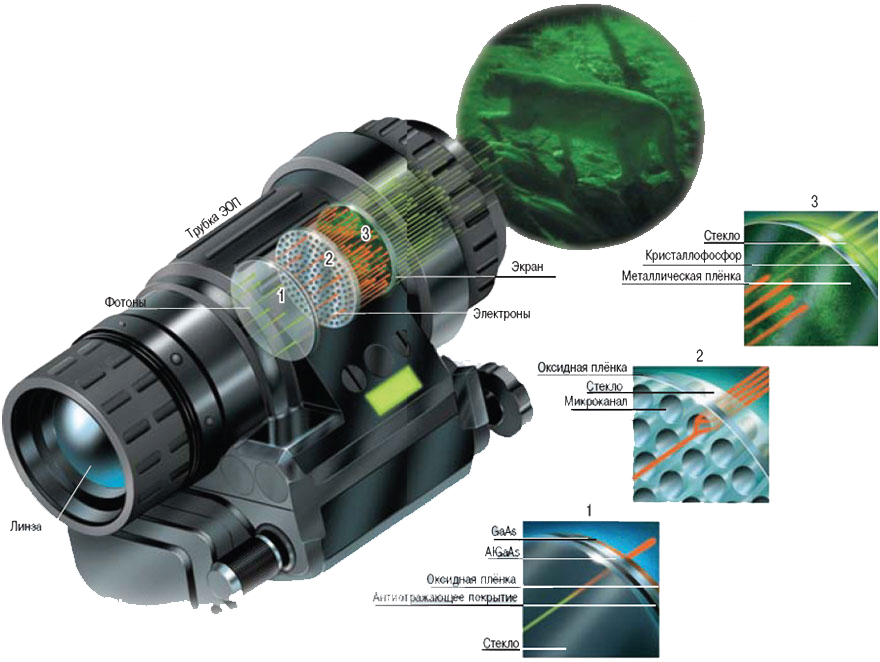 Трубка ЭОП
Фотоны
1
2
3
Экран
Электроны
Линза
3
Стекло
Кристаллофосфор
Металлическая плёнка
2
Оксидная плёнка
Стекло
Микроканал
1
GaAs
AlGaAs
Оксидная плёнка
Антиотражающее покрытие
Стекло